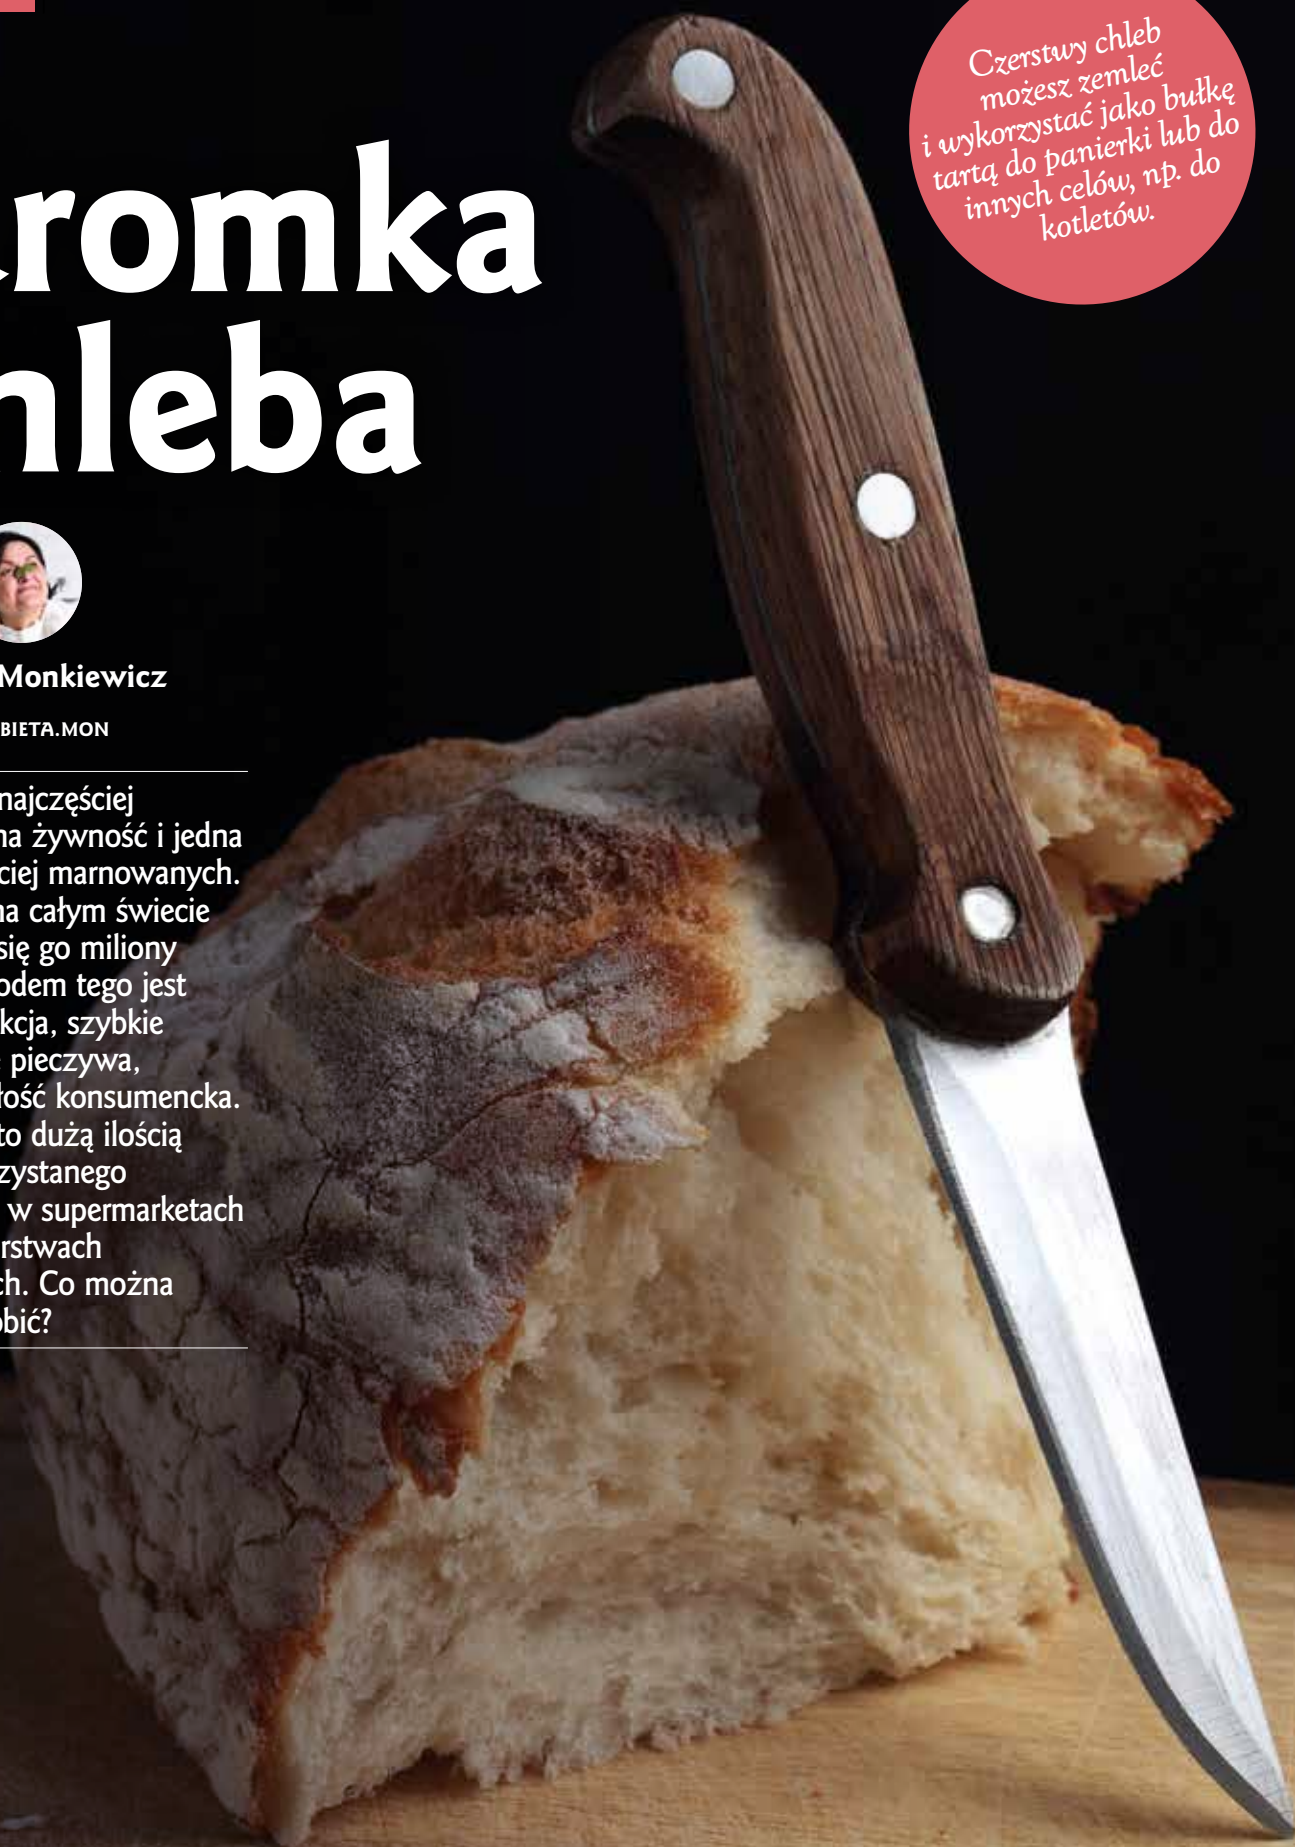 Czerstwy chleb
możesz zemleć
i wykorzystać jako bułkę
tartą do panierki lub do
innych celów, np. do
kotletów.
romka
hleba
Monkiewicz
BIETA.MON
najczęściej
na żywność i jedna
ciej marnowanych.
na całym świecie
się go miliony
odem tego jest
kcja, szybkie
pieczywa,
łość konsumencka.
to dużą ilością
zystanego
w supermarketach
rstwach
ch. Co można
obić?